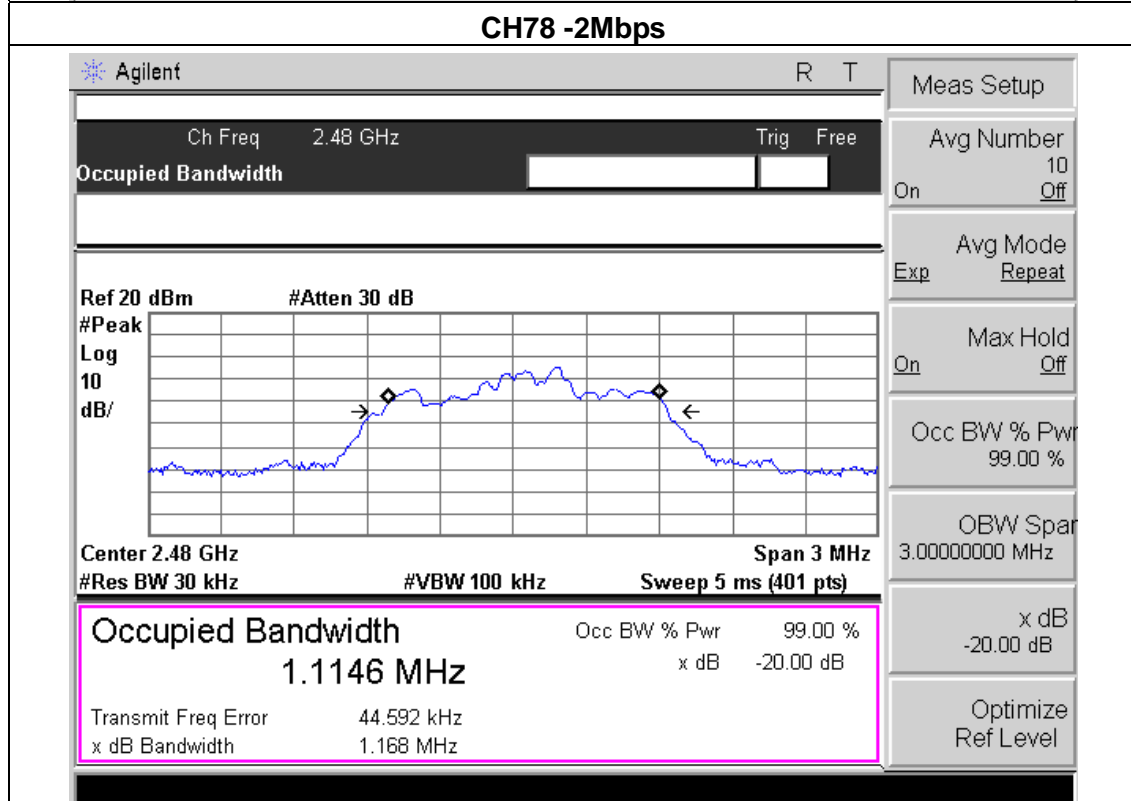 CH78 -2Mbps
Agilent R T
Ch Freq 2.48 GHz Trig Free
Occupied Bandwidth
Ref 20 dBm #Atten 30 dB
#Peak
Log
10
dB/
Center 2.48 GHz Span 3 MHz
#Res BW 30 kHz #VBW 100 kHz Sweep 5 ms (401 pts)
Occupied Bandwidth
1.1146 MHz
Occ BW % Pwr 99.00 %
x dB -20.00 dB
Transmit Freq Error 44.592 kHz
x dB Bandwidth 1.168 MHz
Meas Setup
Avg Number
10
On Off
Avg Mode
Exp Repeat
Max Hold
On Off
Occ BW % Pwr
99.00 %
OBW Span
3.00000000 MHz
x dB
-20.00 dB
Optimize
Ref Level